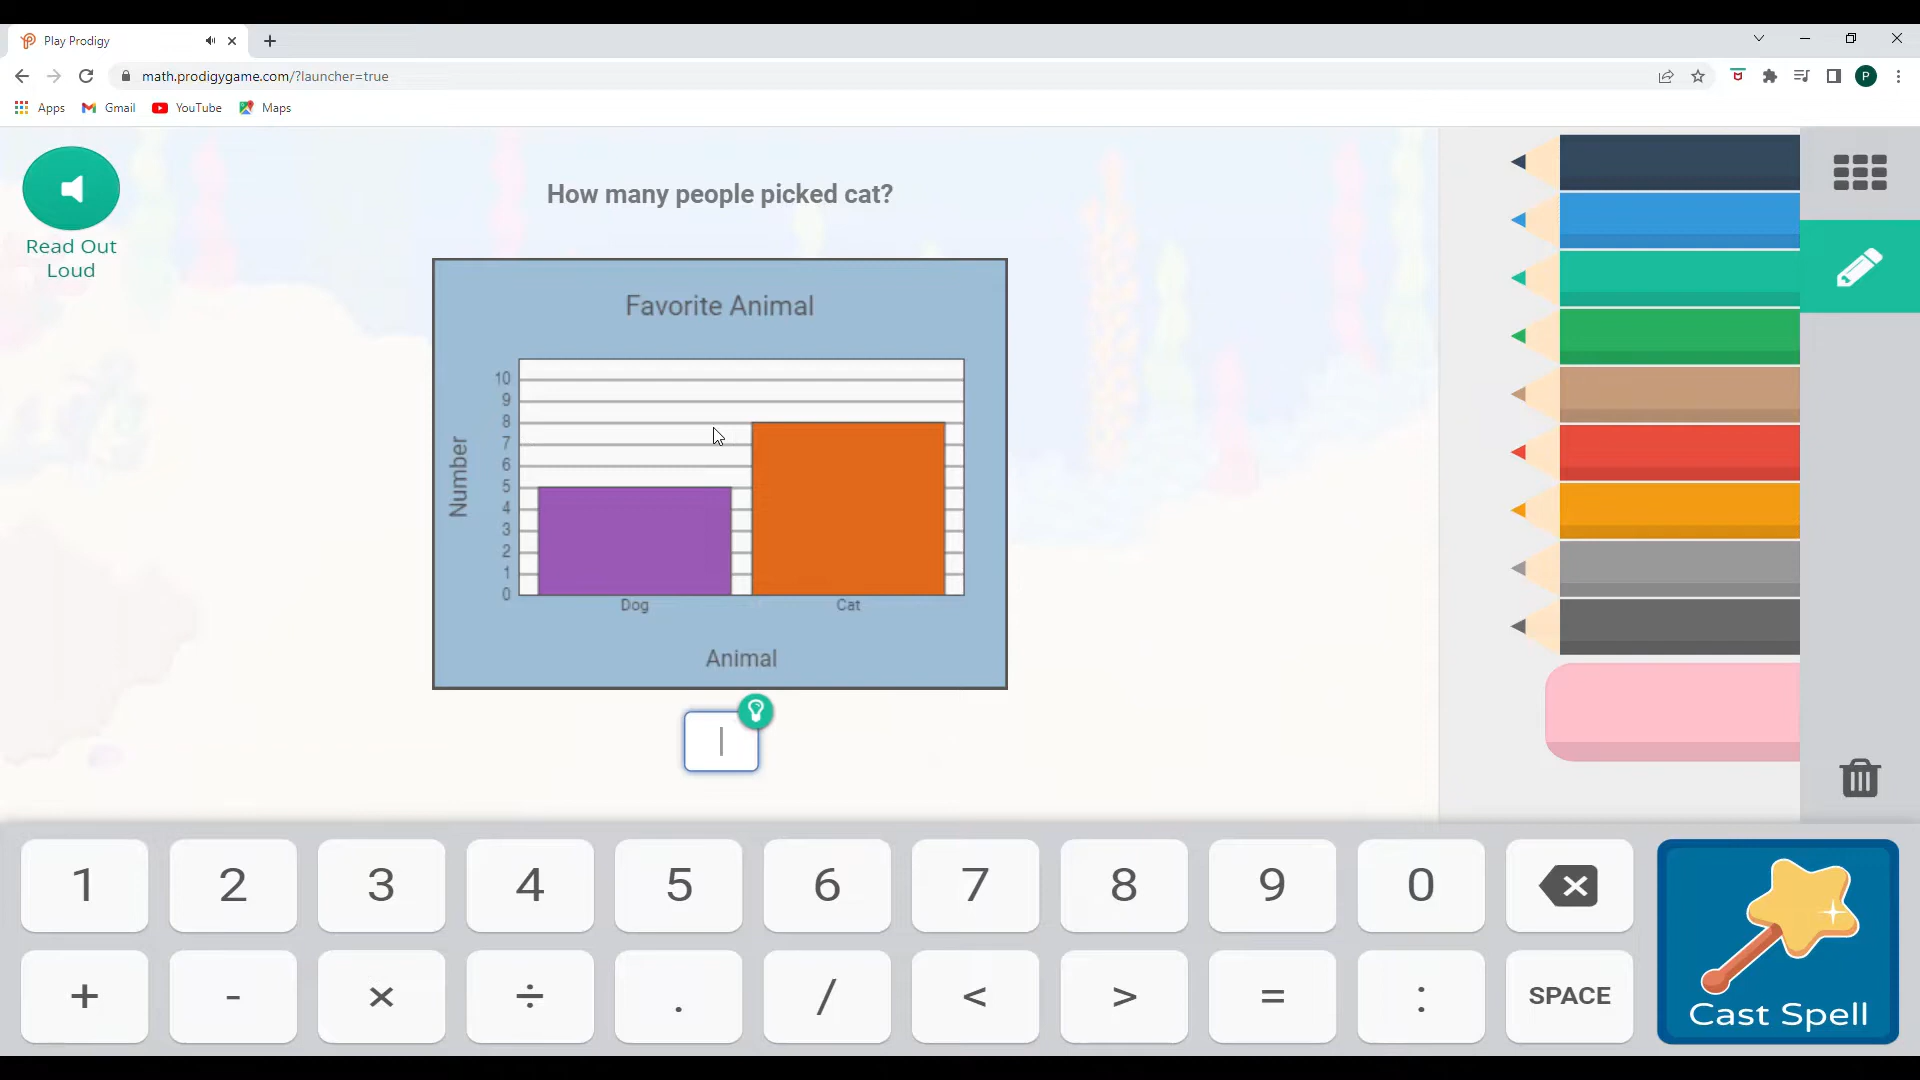 Play Prodigy
math.prodigygame.com/?launcher=true
P
Apps Gmail YouTube Maps
Read Out
Loud
How many people picked cat?
Favorite Animal
Number
10
9
8
7
6
5
4
3
2
1
0
Dog Cat
Animal
1 2 3 4 5 6 7 8 9 0
+ - × ÷ . / < > = : SPACE
Cast Spell